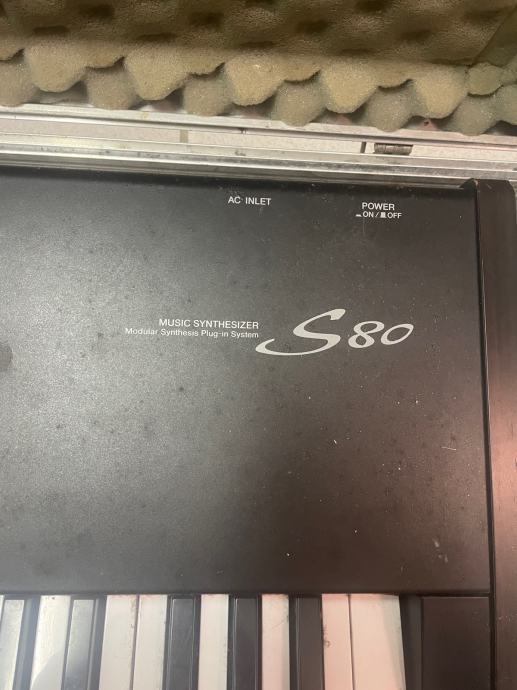 AC INLET
POWER
ON / OFF
MUSIC SYNTHESIZER
Modular Synthesis Plug-in System
S80